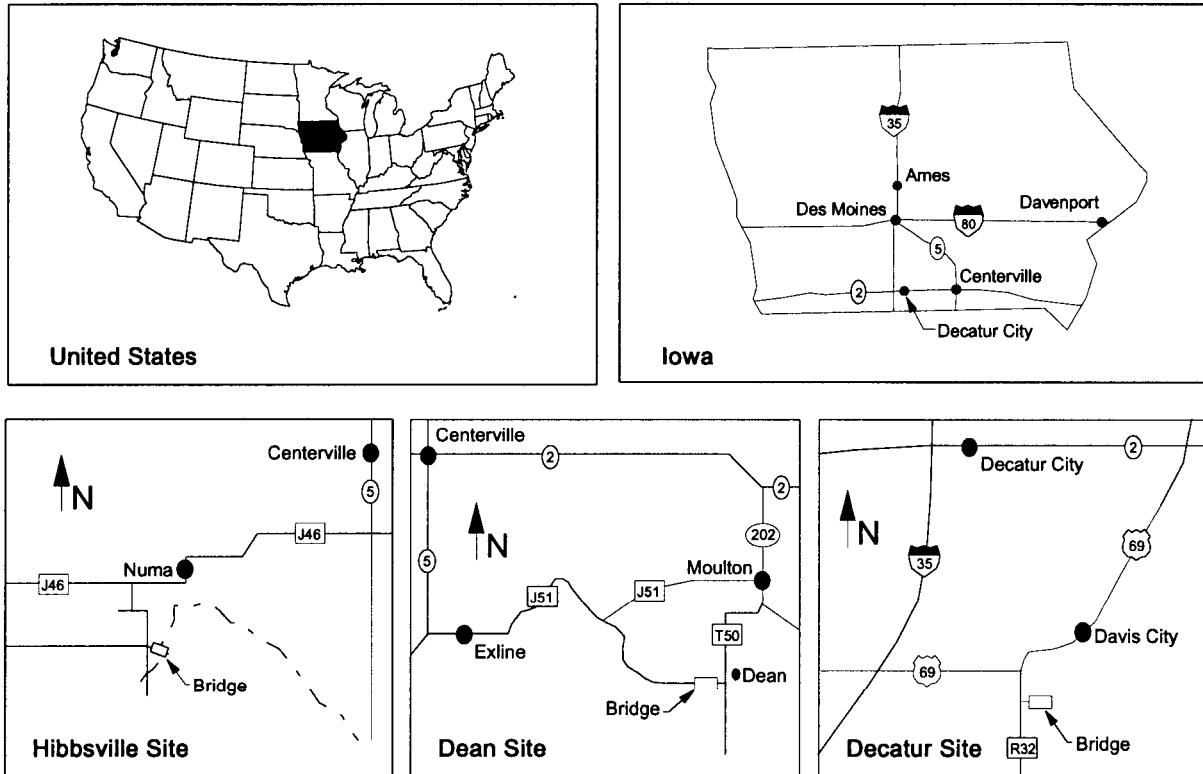 United States
35
Ames
Des Moines
Davenport
80
5
Centerville
2
Decatur City
Iowa
Centerville
5
N
J46
Numa
J46
Bridge
Hibbsville Site
Centerville
2
2
N
202
5
Moulton
J51
J51
T50
Exline
Dean
Bridge
Dean Site
2
Decatur City
N
69
35
Davis City
69
Bridge
R32
Decatur Site